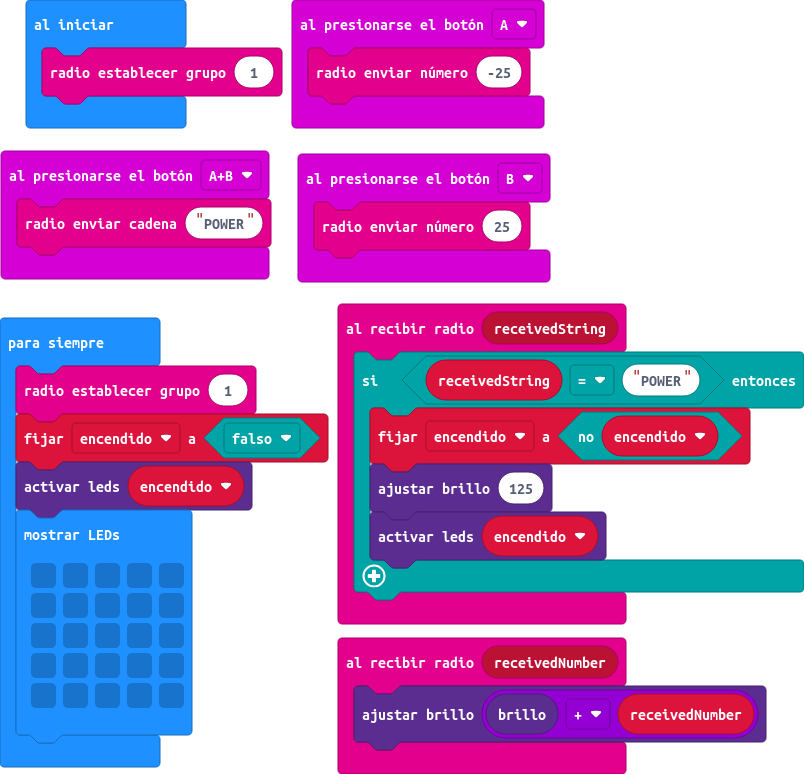 al iniciar
radio establecer grupo 1
al presionarse el botón A
radio enviar número -25
al presionarse el botón A+B
radio enviar cadena "POWER"
al presionarse el botón B
radio enviar número 25
para siempre
radio establecer grupo 1
fijar encendido a falso
activar leds encendido
mostrar LEDs
al recibir radio receivedString
si receivedString = "POWER" entonces
fijar encendido a no encendido
ajustar brillo 125
activar leds encendido
al recibir radio receivedNumber
ajustar brillo brillo + receivedNumber